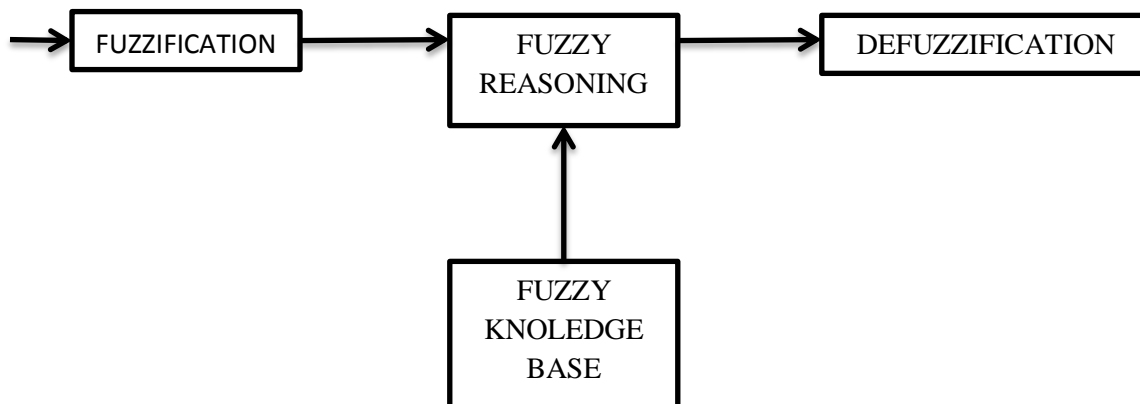 FUZZIFICATION
FUZZY
REASONING
DEFUZZIFICATION
FUZZY
KNOLEDGE
BASE